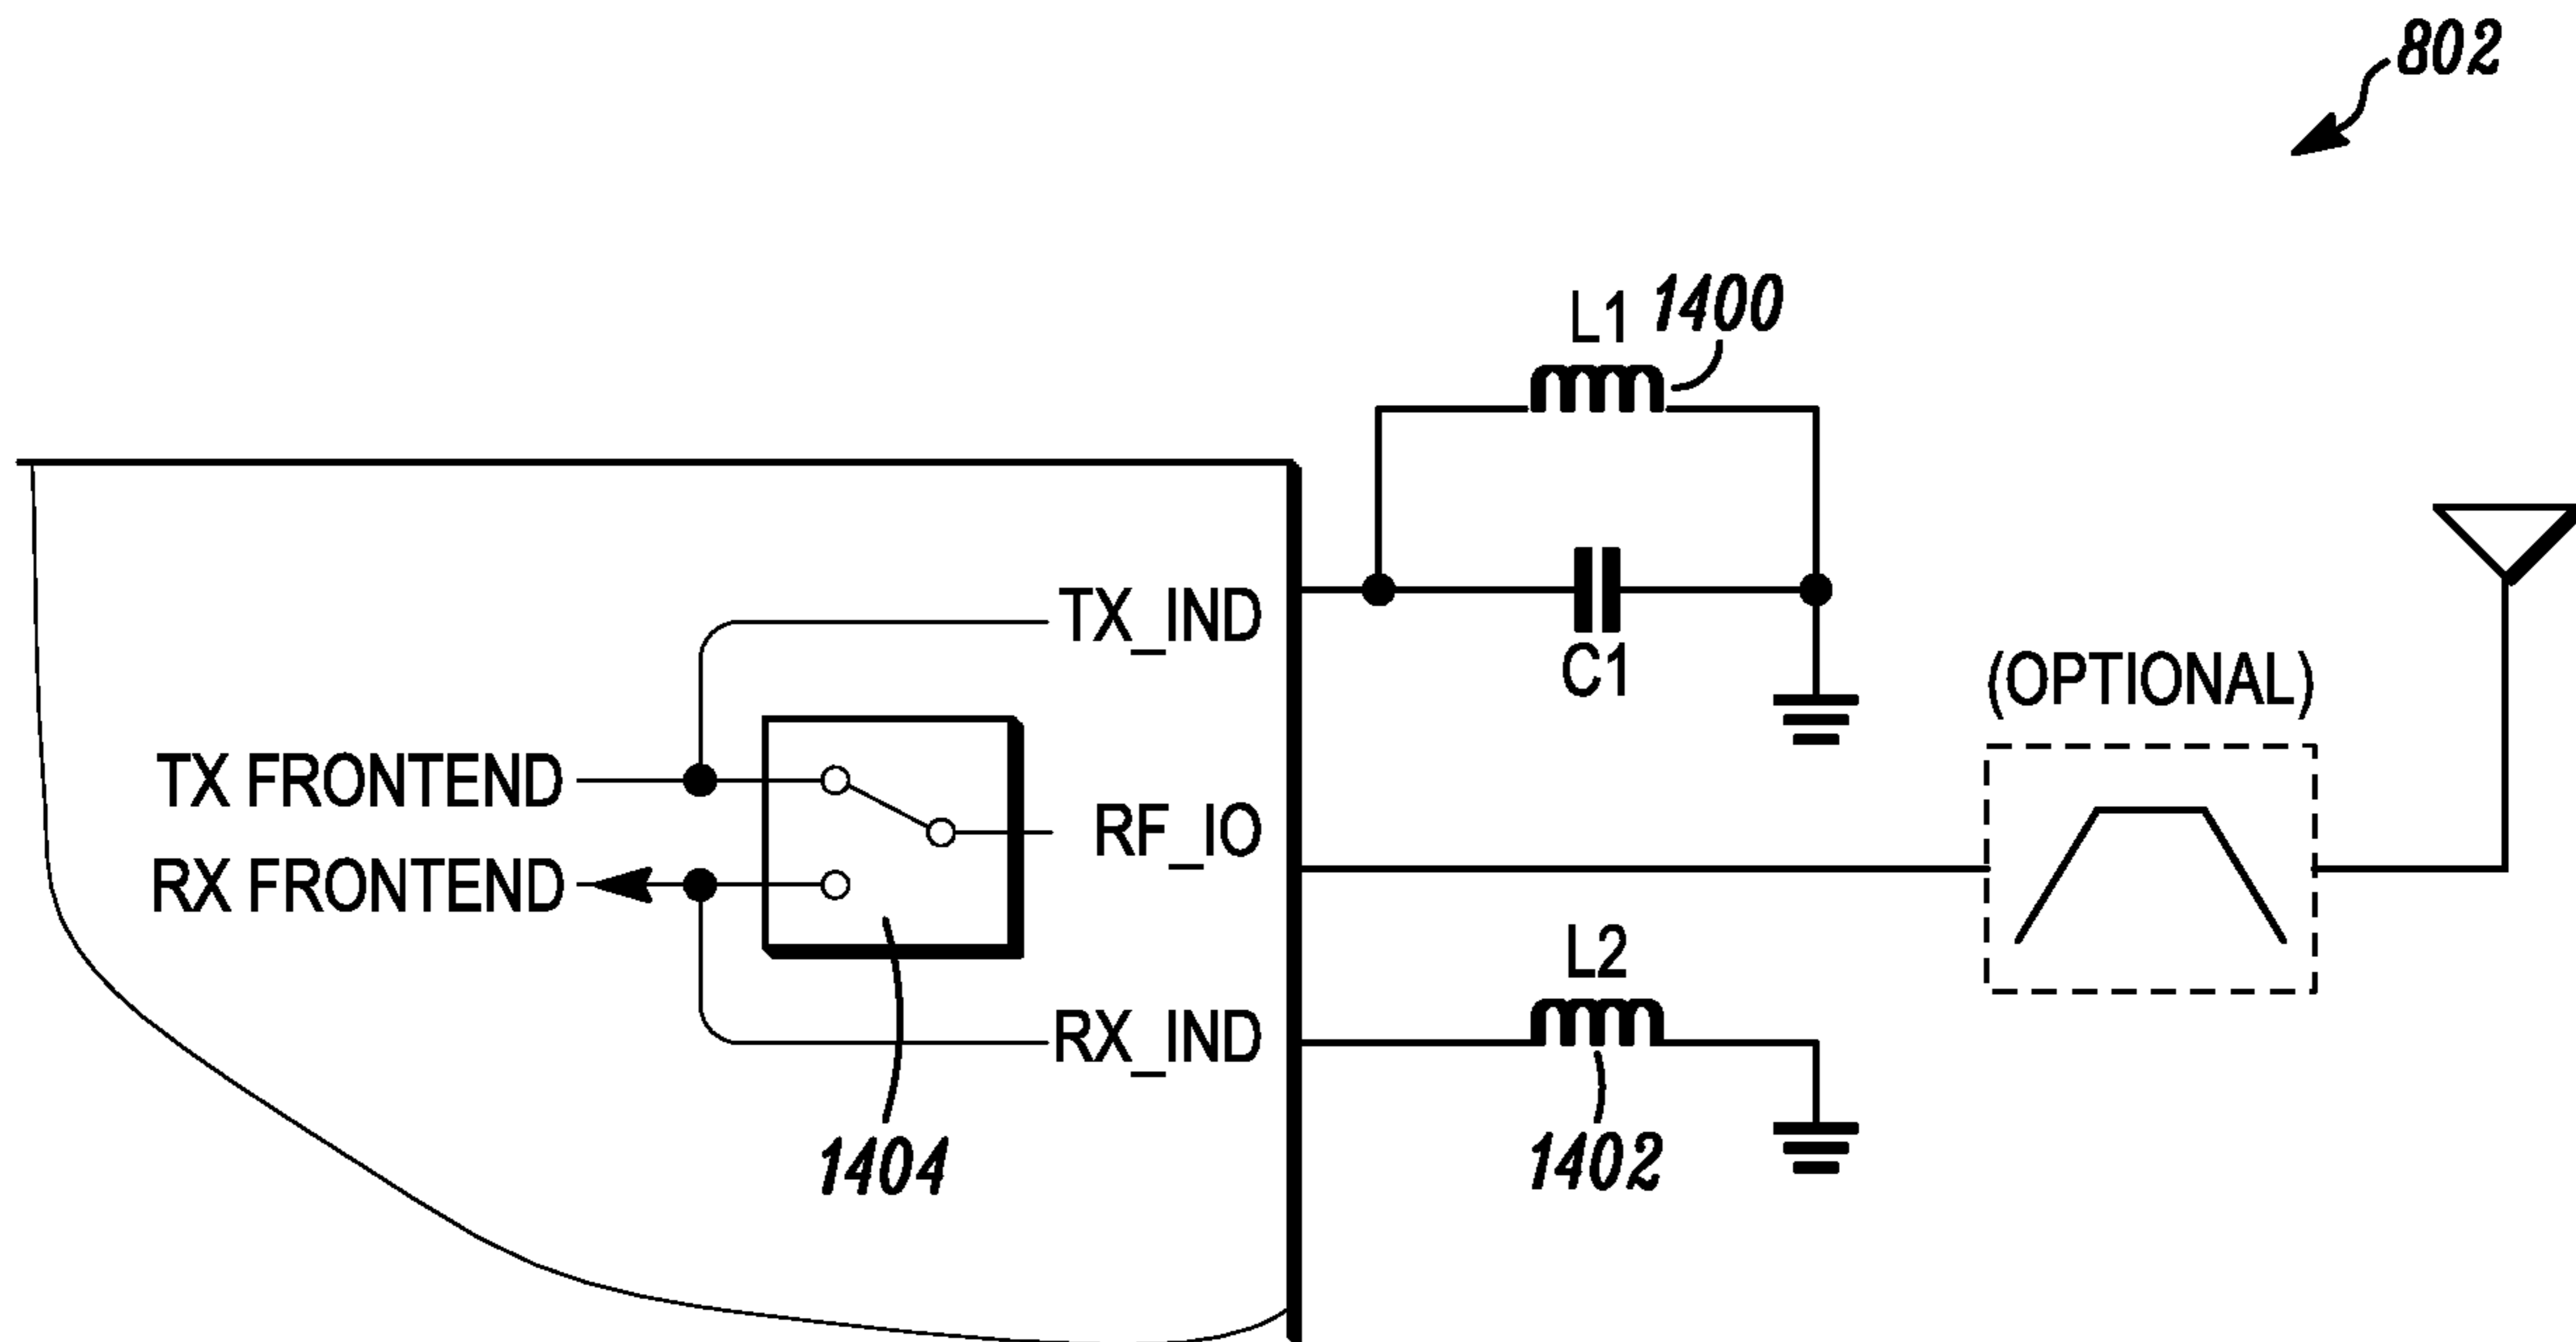 802
L1 1400
TX_IND
C1
(OPTIONAL)
TX FRONTEND
RF_IO
RX FRONTEND
L2
RX_IND
1404
1402